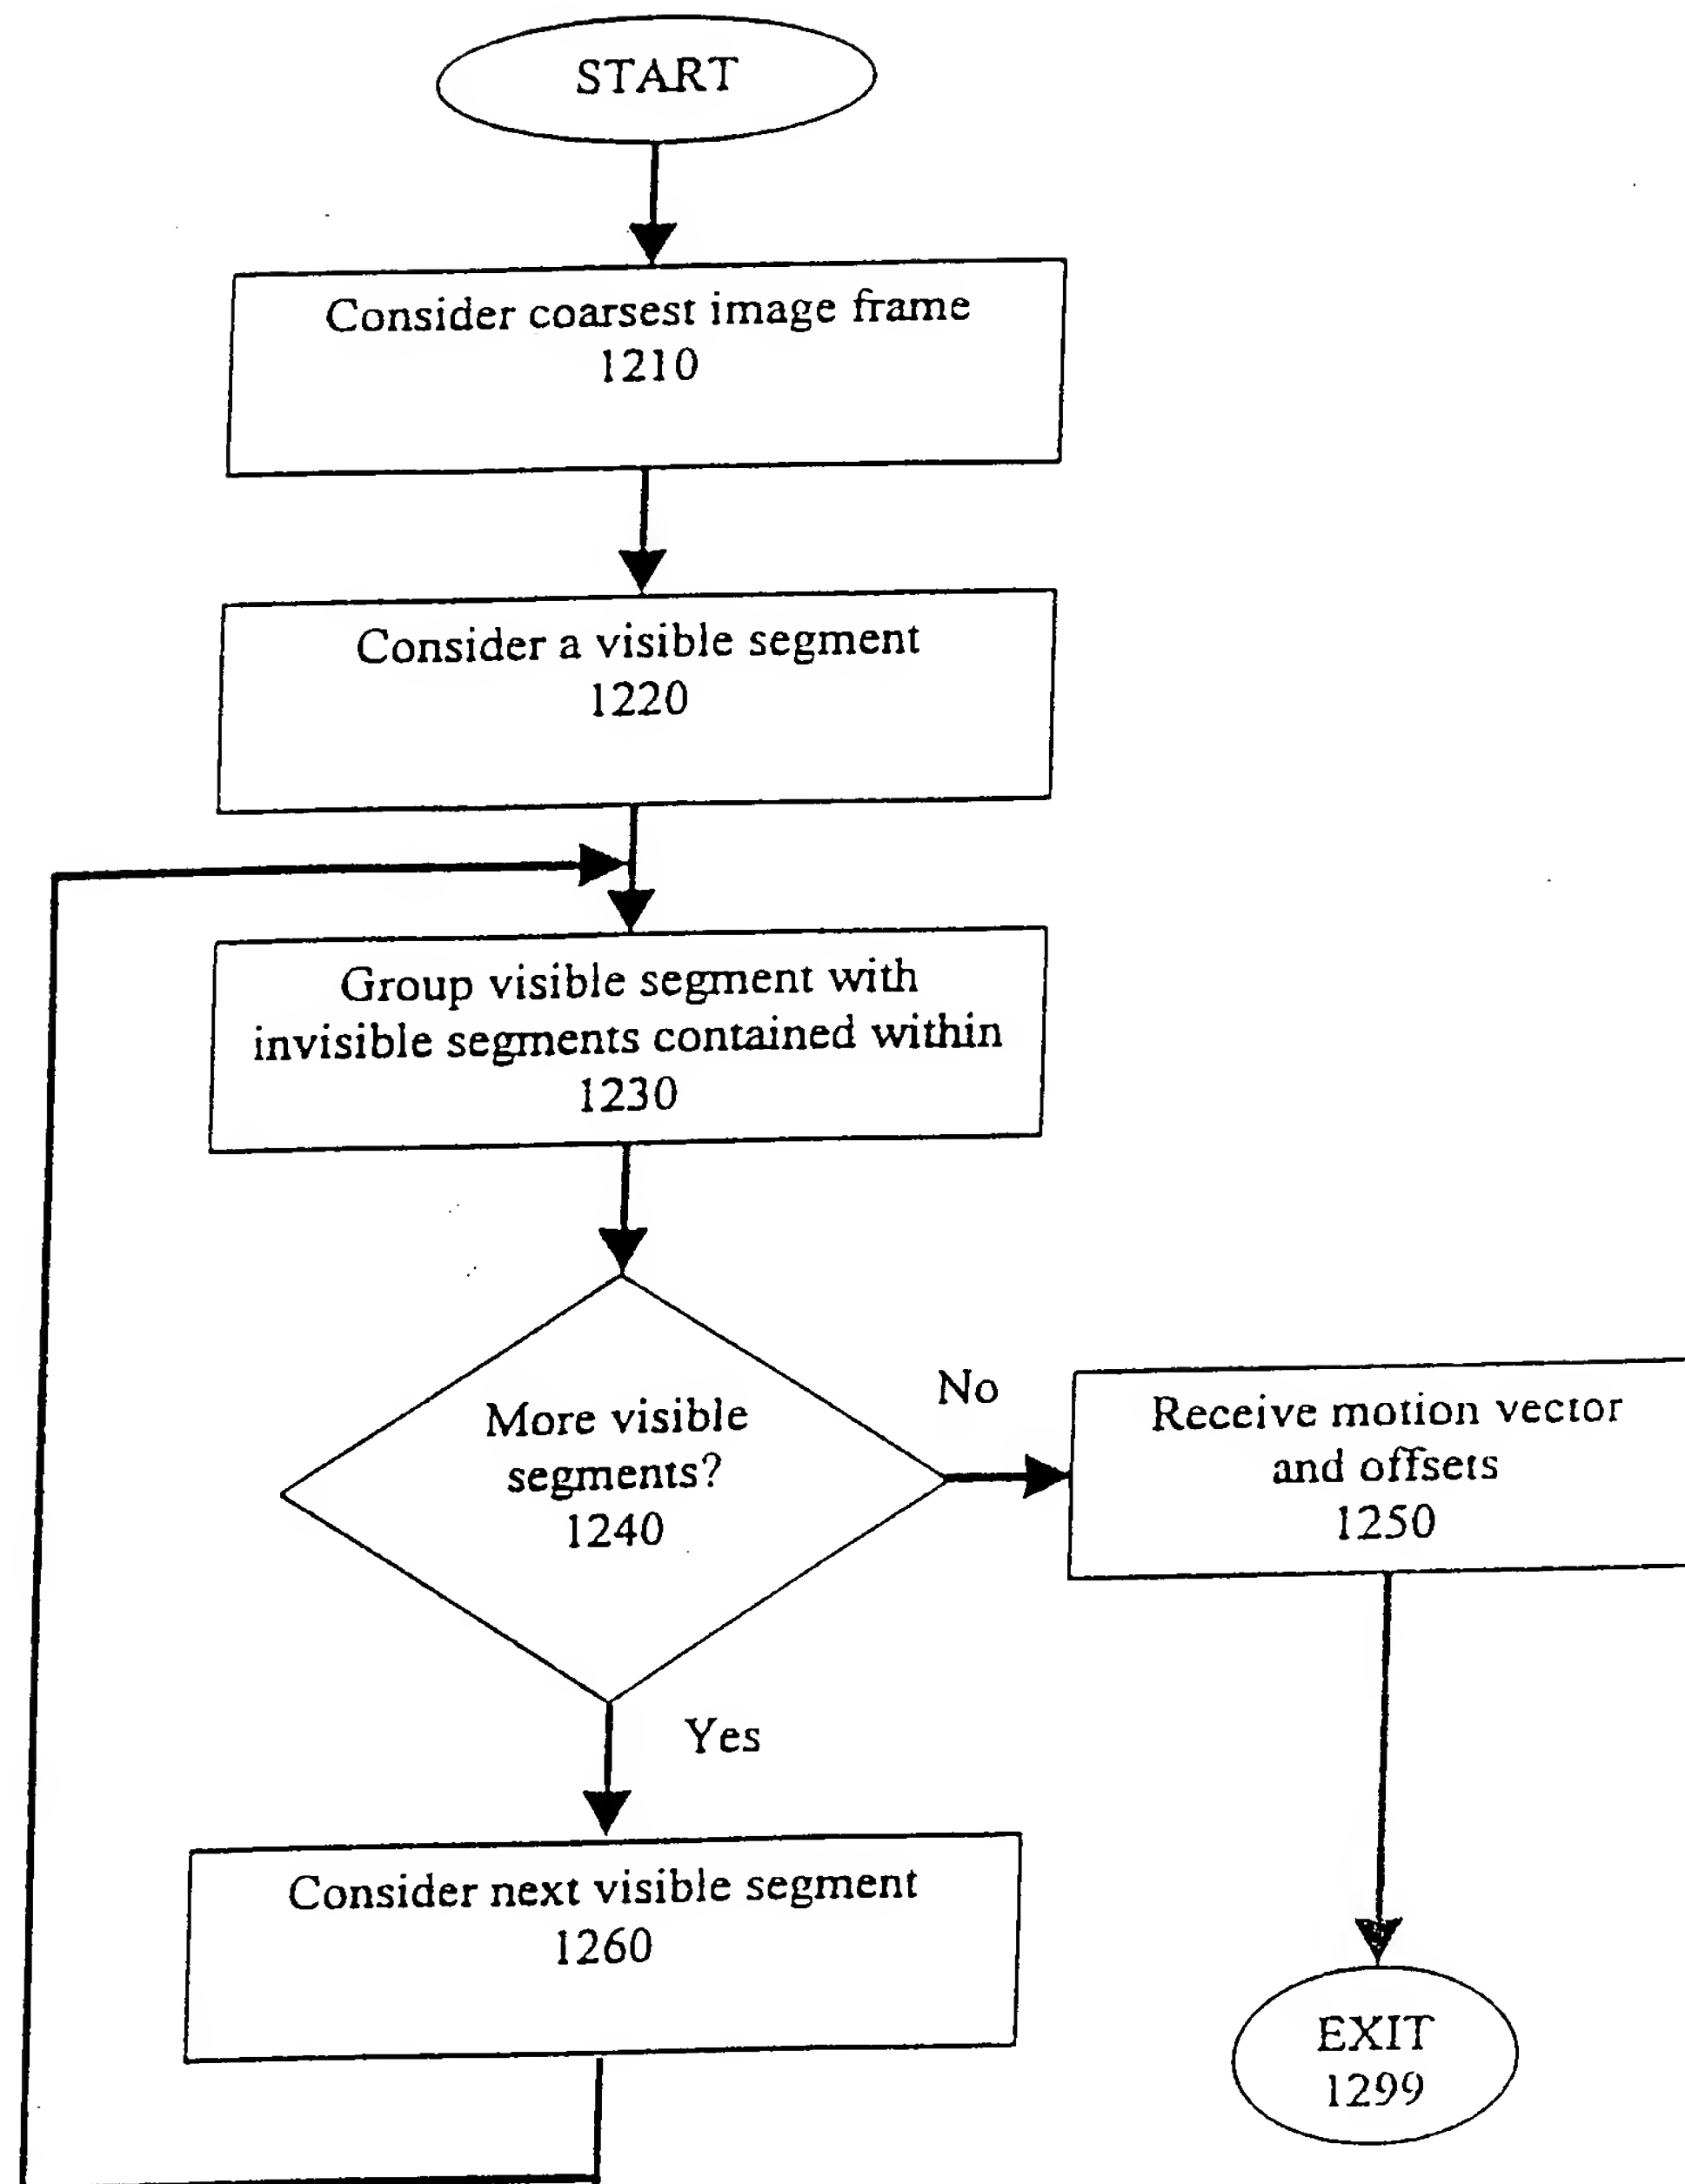 START
Consider coarsest image frame
1210
Consider a visible segment
1220
Group visible segment with
invisible segments contained within
1230
More visible
segments?
1240
No
Receive motion vector
and offsets
1250
Yes
Consider next visible segment
1260
EXIT
1299